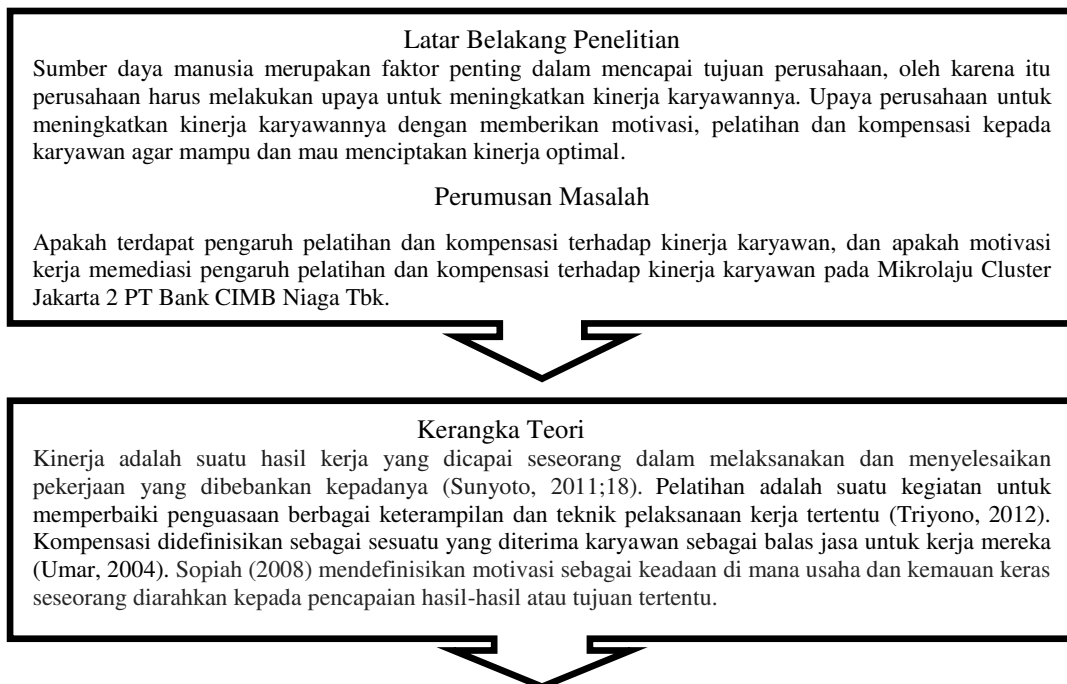 Latar Belakang Penelitian
Sumber daya manusia merupakan faktor penting dalam mencapai tujuan perusahaan, oleh karena itu
perusahaan harus melakukan upaya untuk meningkatkan kinerja karyawannya. Upaya perusahaan untuk
meningkatkan kinerja karyawannya dengan memberikan motivasi, pelatihan dan kompensasi kepada
karyawan agar mampu dan mau menciptakan kinerja optimal.
Perumusan Masalah
Apakah terdapat pengaruh pelatihan dan kompensasi terhadap kinerja karyawan, dan apakah motivasi
kerja memediasi pengaruh pelatihan dan kompensasi terhadap kinerja karyawan pada Mikrolaju Cluster
Jakarta 2 PT Bank CIMB Niaga Tbk.
Kerangka Teori
Kinerja adalah suatu hasil kerja yang dicapai seseorang dalam melaksanakan dan menyelesaikan
pekerjaan yang dibebankan kepadanya (Sunyoto, 2011;18). Pelatihan adalah suatu kegiatan untuk
memperbaiki penguasaan berbagai keterampilan dan teknik pelaksanaan kerja tertentu (Triyono, 2012).
Kompensasi didefinisikan sebagai sesuatu yang diterima karyawan sebagai balas jasa untuk kerja mereka
(Umar, 2004). Sopiah (2008) mendefinisikan motivasi sebagai keadaan di mana usaha dan kemauan keras
seseorang diarahkan kepada pencapaian hasil-hasil atau tujuan tertentu.